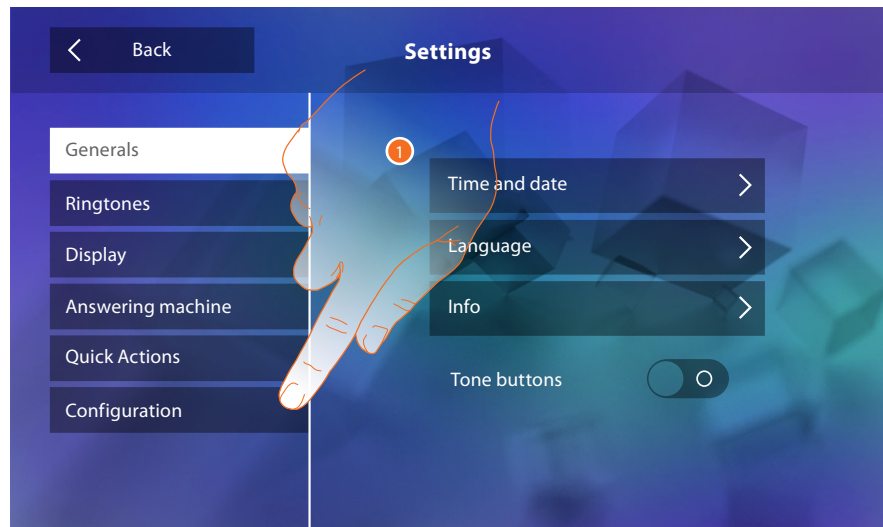 Back
Settings
Generals
Ringtones
Display
Answering machine
Quick Actions
Configuration
1
Time and date
Language
Info
Tone buttons